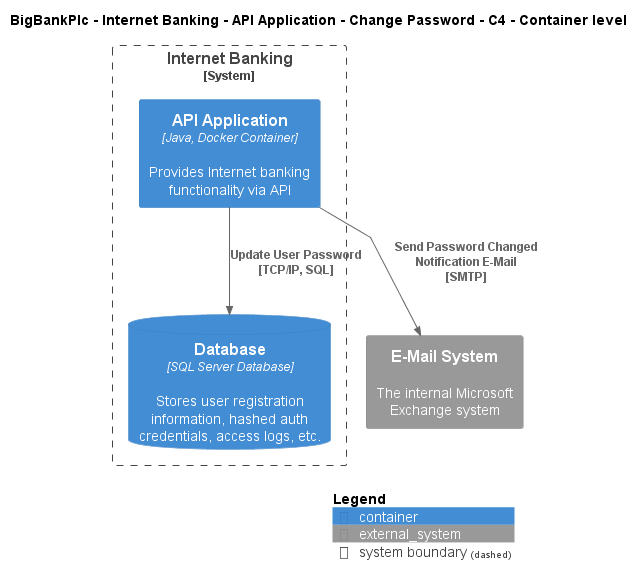 BigBankPlc - Internet Banking - API Application - Change Password - C4 - Container level
Internet Banking
[System]
API Application
[Java, Docker Container]
Provides Internet banking
functionality via API
Update User Password
[TCP/IP, SQL]
Send Password Changed
Notification E-Mail
[SMTP]
Database
[SQL Server Database]
Stores user registration
information, hashed auth
credentials, access logs, etc.
E-Mail System
The internal Microsoft
Exchange system
Legend
container
external_system
system boundary (dashed)